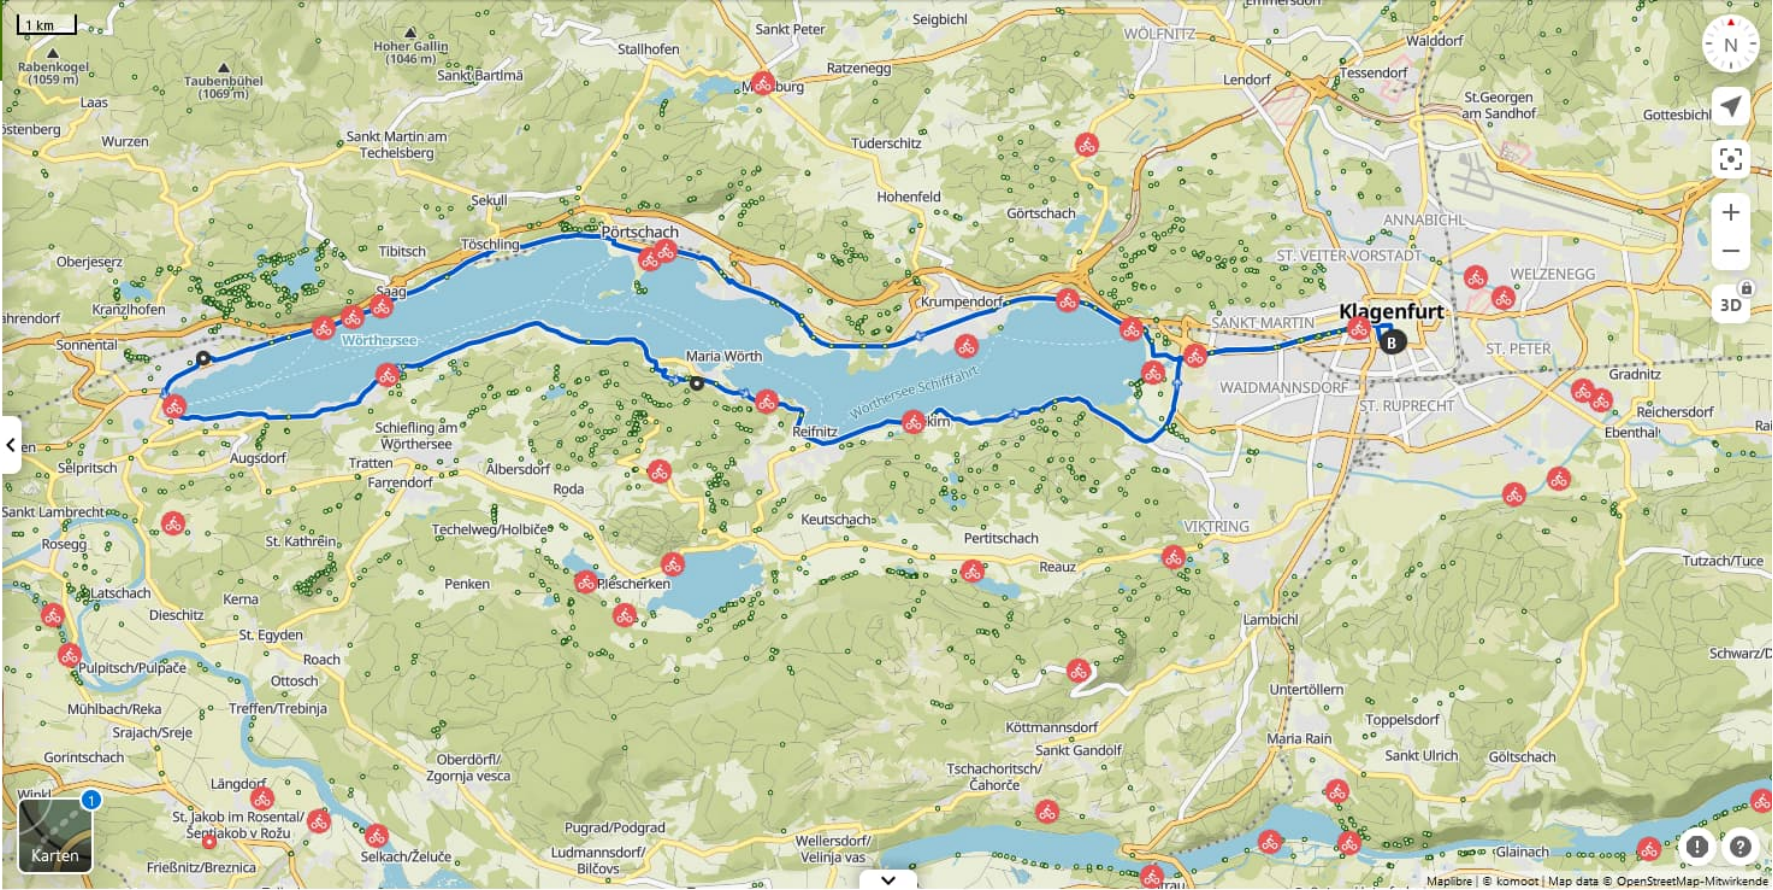 1 km
Emmersdorf
Sankt Peter
Seigbichl
WÖLFNITZ
Walddorf
Hoher Gallin
(1046 m)
Stallhofen
N
Rabenkogel
(1059 m)
Taubenbühel
(1069 m)
Sankt Bartlmä
Ratzenegg
Lendorf
Tessendorf
Laas
St.Georgen
am Sandhof
Gottesbichl
Wurzen
Sankt Martin am
Techelsberg
Tuderschitz
Sekull
Hohenfeld
Görtschach
ANNABICHL
Pörtschach
Töschling
Tibitsch
Oberjeserz
ST. VEITER VORSTADT
WELZENEGG
Saag
Kranzlhofen
Krumpendorf
3D
Klagenfurt
SANKT MARTIN
Wörthersee
B
Sonnental
Maria Wörth
ST. PETER
Gradnitz
Wörthersee Schifffahrt
WAIDMANNSDORF
ST. RUPRECHT
Reichersdorf
Schiefling am
Wörthersee
Reifnitz
Ebenthal
Augsdorf
Selpritsch
Tratten
Farrendorf
Albersdorf
Roda
Sankt Lambrecht
Keutschach
VIKTRING
Techelweg/Holbiče
Pertitschach
St. Kathrein
Rosegg
Reauz
Tutzach/Tuce
Penken
Plescherken
Latschach
Kerna
Dieschitz
Lambichl
St. Egyden
Roach
Pulpitsch/Pulpače
Ottosch
Untertöllern
Mühlbach/Reka
Treffen/Trebinja
Toppelsdorf
Köttmannsdorf
Srajach/Sreje
Maria Rain
Sankt Gandolf
Sankt Ulrich
Göltschach
Gorintschach
Oberdörfl/
Zgornja vesca
Tschachoritsch/
Čahorče
Längdorf
1
St. Jakob im Rosental/
Šentjakob v Rožu
Karten
Pugrad/Podgrad
Wellersdorf/
Velinja vas
Ludmannsdorf/
Bilčovs
Selkach/Želuče
Frießnitz/Breznica
Glainach
! ?
Maplibre | © komoot | Map data © OpenStreetMap-Mitwirkende